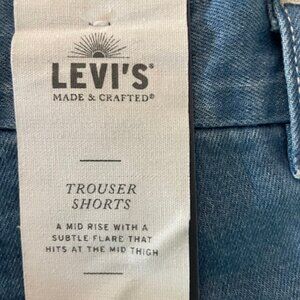 LEVI'S®
MADE & CRAFTED®
TROUSER
SHORTS
A MID RISE WITH A
SUBTLE FLARE THAT
HITS AT THE MID THIGH